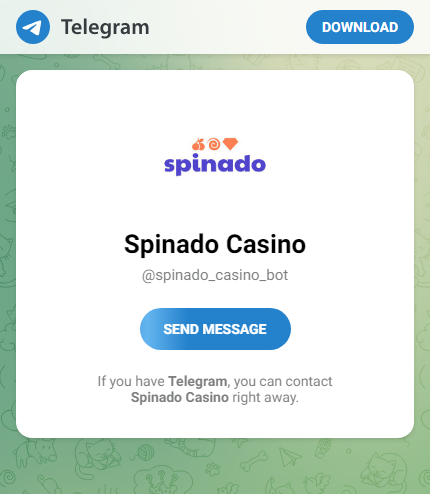 Telegram
DOWNLOAD
spinado
Spinado Casino
@spinado_casino_bot
SEND MESSAGE
If you have Telegram, you can contact
Spinado Casino right away.